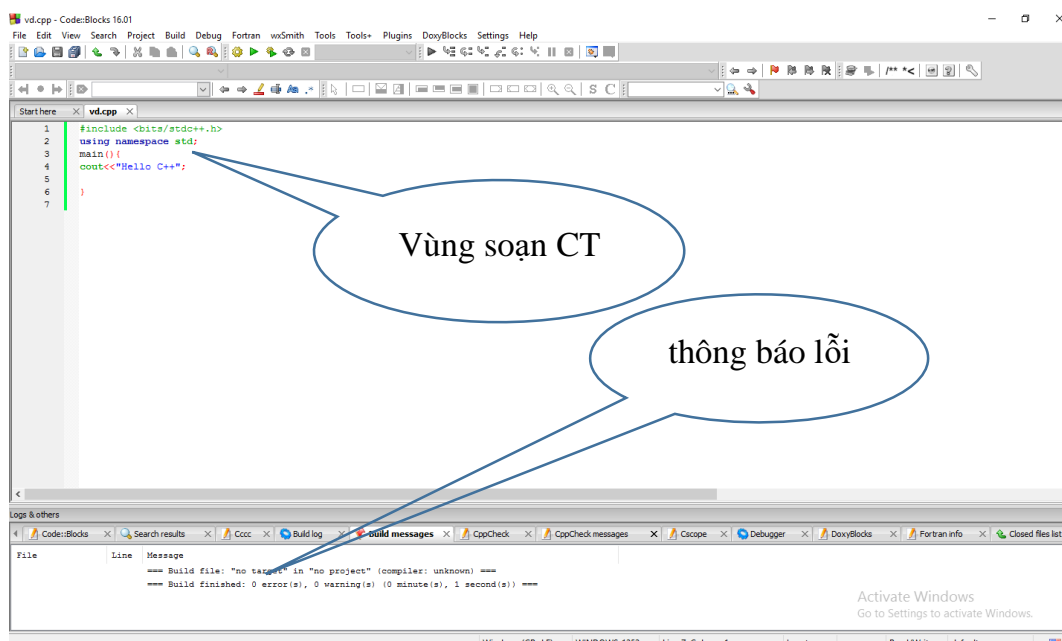 vd.cpp - Code::Blocks 16.01
File Edit View Search Project Build Debug Fortran wxSmith Tools Tools+ Plugins DoxyBlocks Settings Help
/** *<
S C
Start here vd.cpp
1 #include <bits/stdc++.h>
2 using namespace std;
3 main(){
4 cout<<"Hello C++";
5
6 }
7
Vùng soạn CT
thông báo lỗi
Logs & others
Code::Blocks Search results Cccc Build log Build messages CppCheck CppCheck messages Cscope Debugger DoxyBlocks Fortran info Closed files list
File Line Message
=== Build file: "no target" in "no project" (compiler: unknown) ===
=== Build finished: 0 error(s), 0 warning(s) (0 minute(s), 1 second(s)) ===
Activate Windows
Go to Settings to activate Windows.